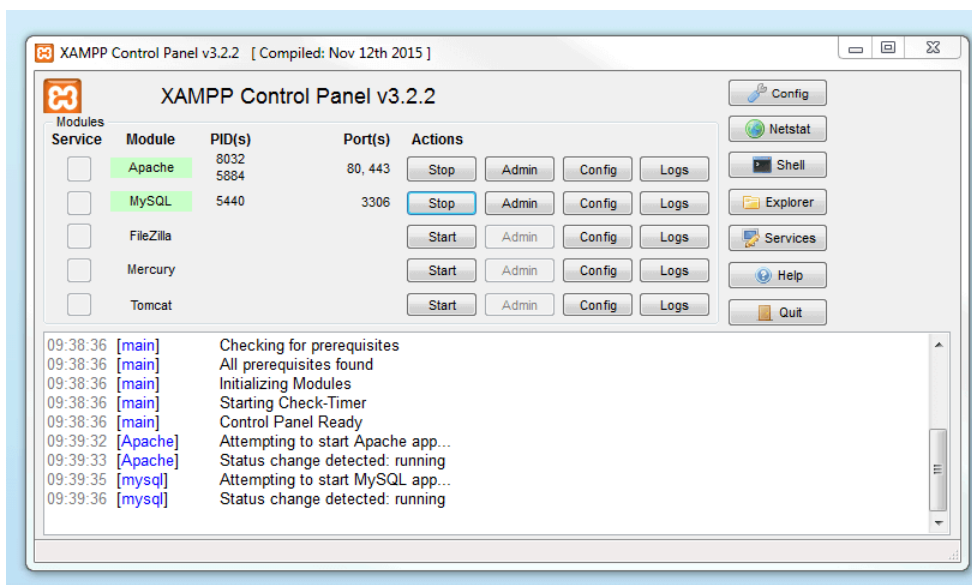 XAMPP Control Panel v3.2.2 [ Compiled: Nov 12th 2015 ]
XAMPP Control Panel v3.2.2
Config
Modules
Netstat
Service Module PID(s) Port(s) Actions
Apache 8032 5884 80, 443 Stop Admin Config Logs
Shell
MySQL 5440 3306 Stop Admin Config Logs
Explorer
FileZilla Start Admin Config Logs
Services
Mercury Start Admin Config Logs
Help
Tomcat Start Admin Config Logs
Quit
09:38:36 [main] Checking for prerequisites
09:38:36 [main] All prerequisites found
09:38:36 [main] Initializing Modules
09:38:36 [main] Starting Check-Timer
09:38:36 [main] Control Panel Ready
09:39:32 [Apache] Attempting to start Apache app...
09:39:33 [Apache] Status change detected: running
09:39:35 [mysql] Attempting to start MySQL app...
09:39:36 [mysql] Status change detected: running